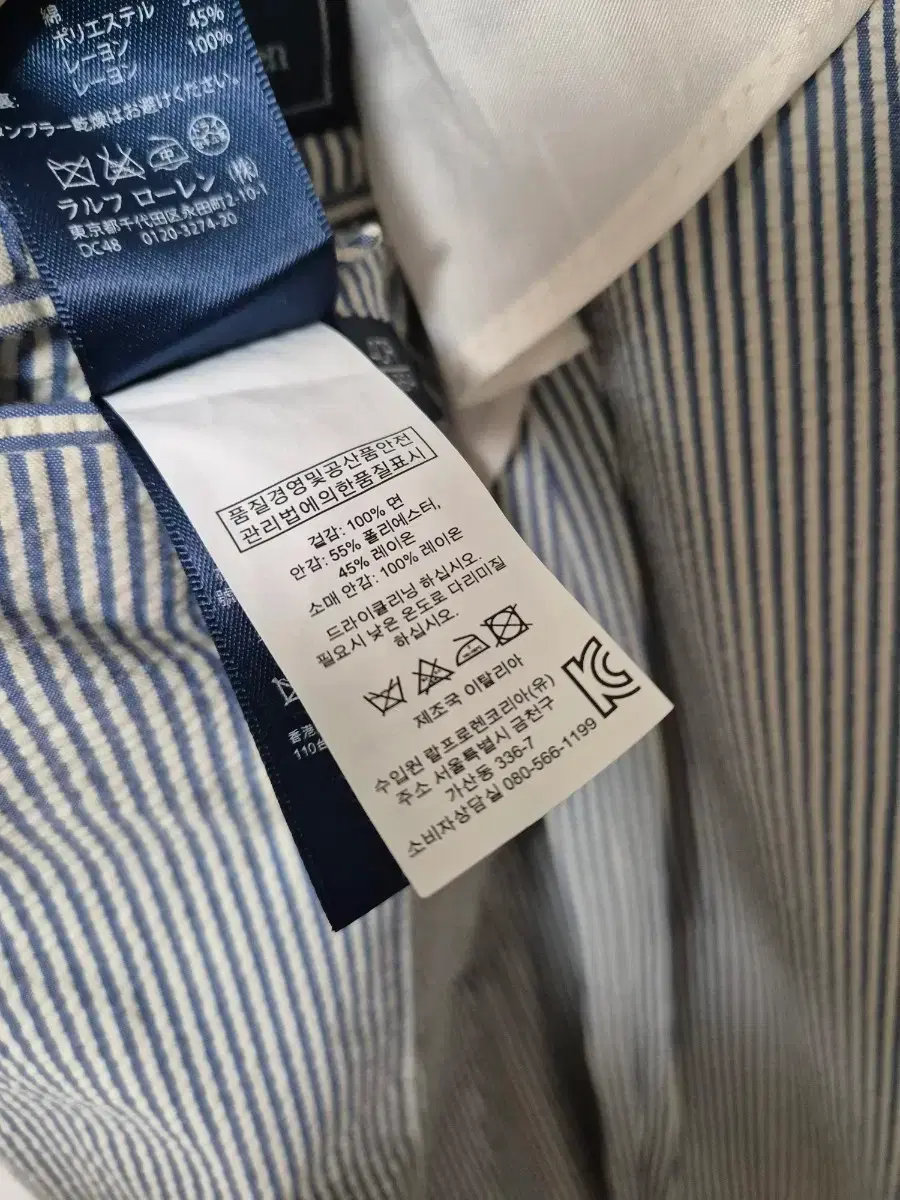 綿
ポリエステル
45%
レーヨン
100%
レーヨン
裏:
ンブラー乾燥はお避けください。
ラルフ ローレン (株)
東京都千代田区永田町2-10-1
DC48 0120-3274-20
en
품질경영및공산품안전
관리법에의한품질표시
겉감: 100% 면
안감: 55% 폴리에스터,
45% 레이온
소매 안감: 100% 레이온
드라이클리닝 하십시오.
필요시 낮은 온도로 다리미질
하십시오.
제조국 이탈리아
수입원 랄프로렌코리아(유)
주소 서울특별시 금천구
가산동 336-7
소비자상담실 080-566-1199
香港
110